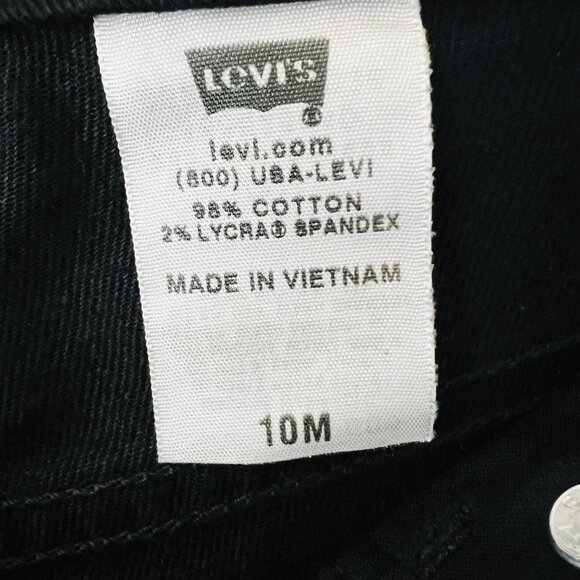 LEVI'S
®
levi.com
(800) USA-LEVI
98% COTTON
2% LYCRA® SPANDEX
MADE IN VIETNAM
10M